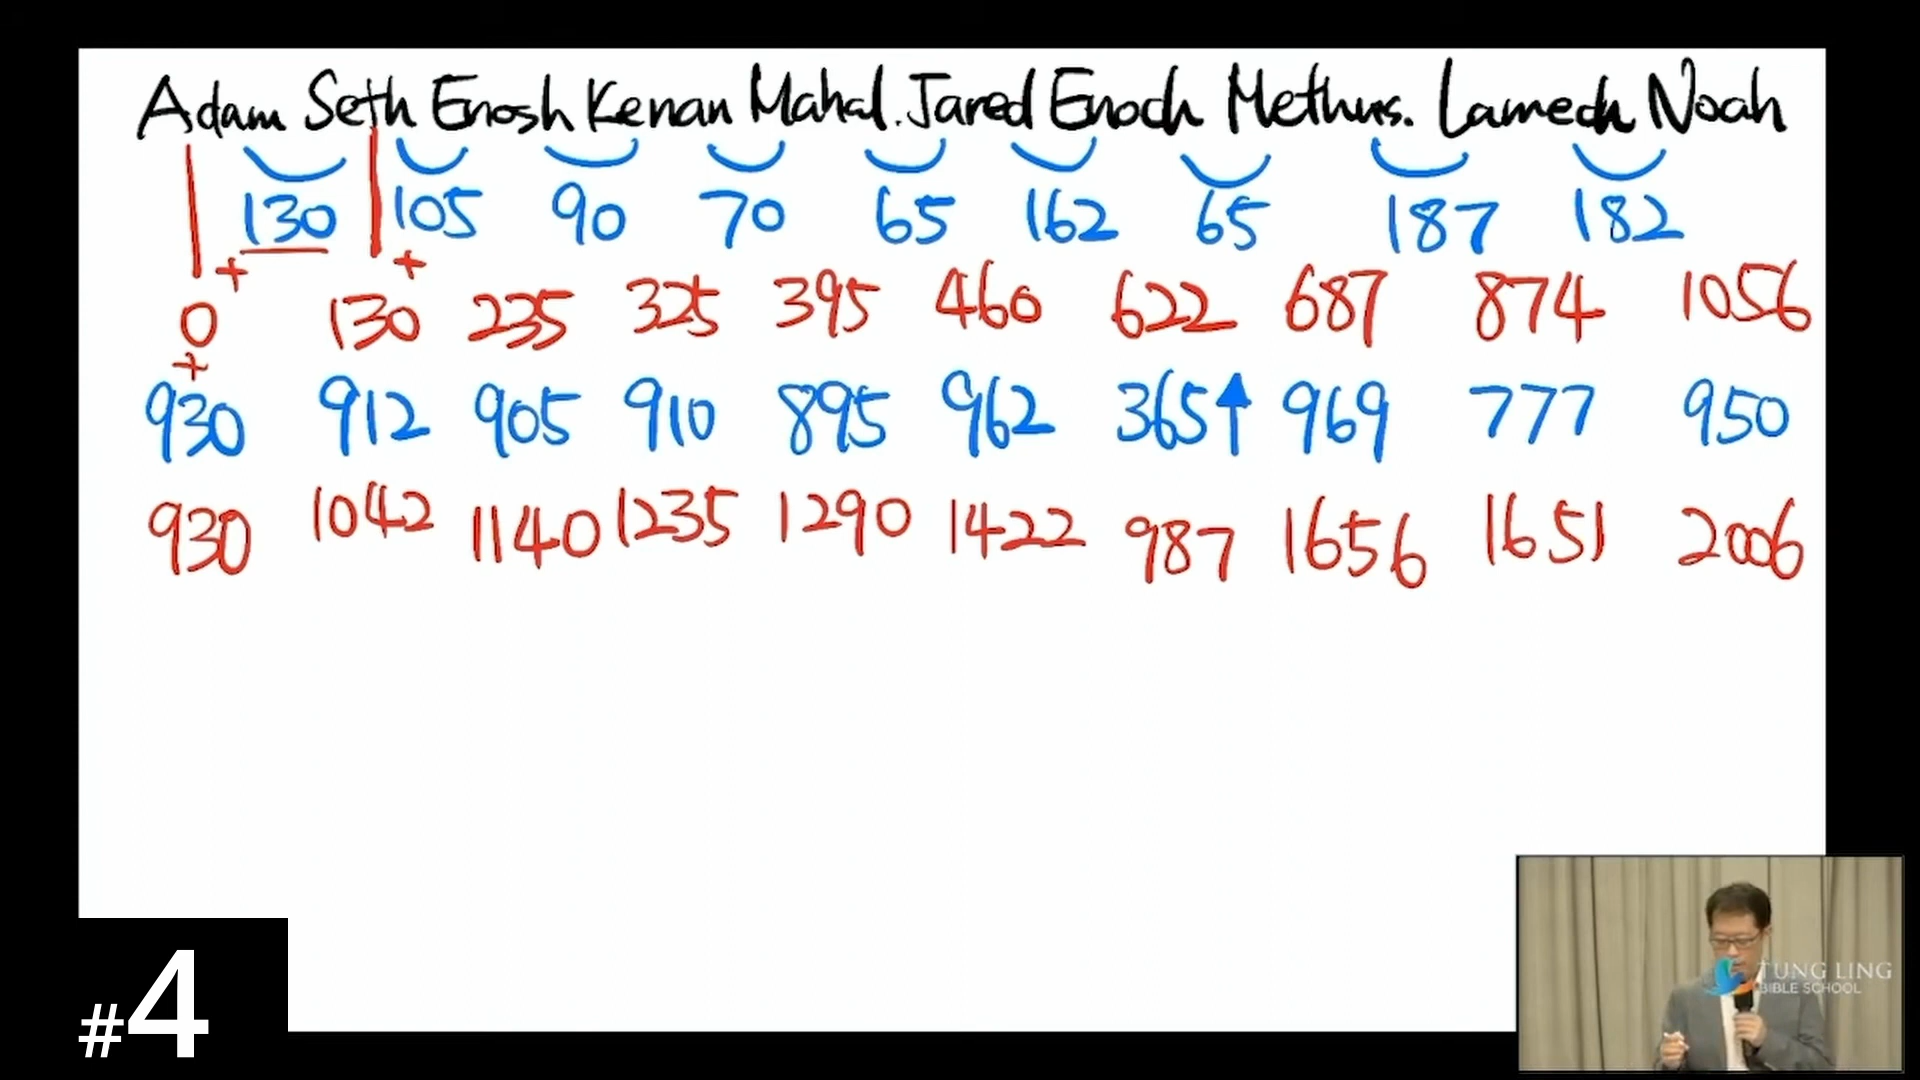 Adam Seth Enosh Kenan Mahal. Jared Enoch Methus. Lamech Noah
130 105 90 70 65 162 65 187 182
+ +
0 130 235 325 395 460 622 687 874 1056
+
930 912 905 910 895 962 365↑ 969 777 950
930 1042 1140 1235 1290 1422 987 1656 1651 2006
#4
TUNG LING
BIBLE SCHOOL